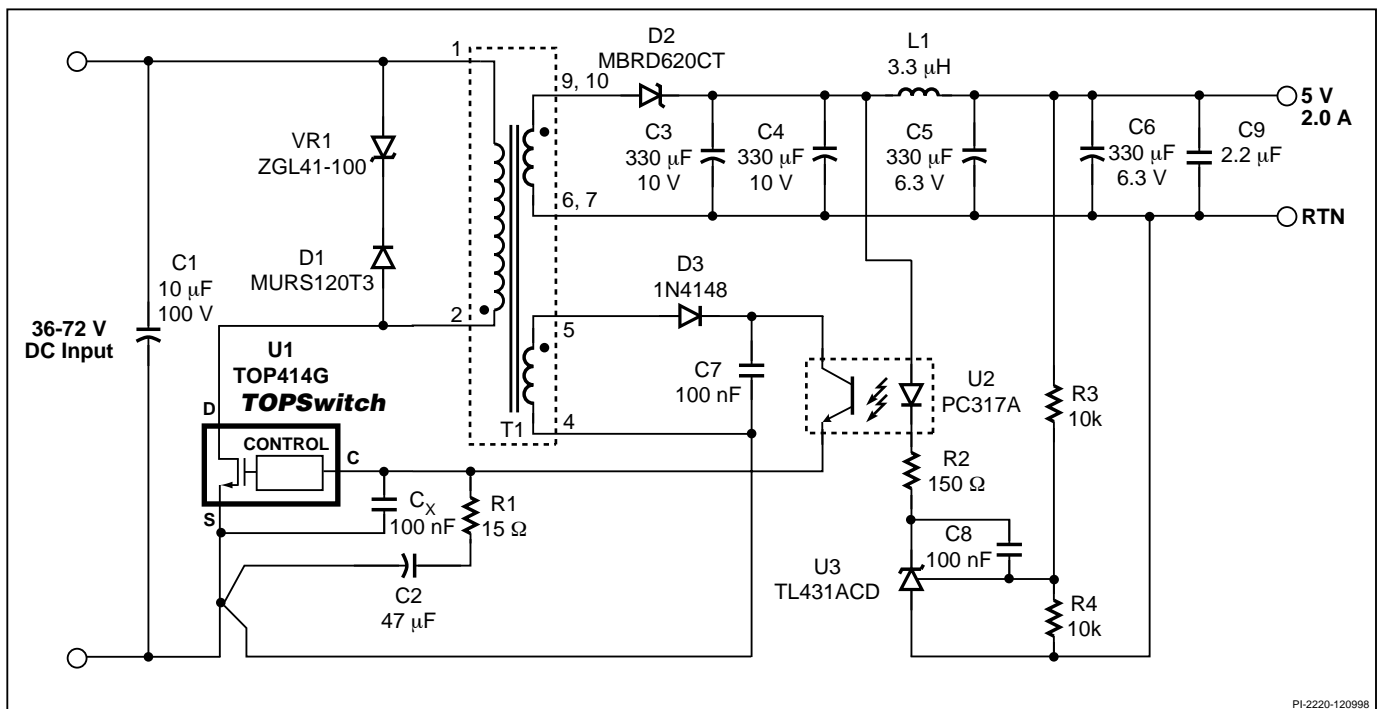 1
9, 10
D2
MBRD620CT
L1
3.3 µH
5 V
2.0 A
VR1
ZGL41-100
C3
330 µF
10 V
C4
330 µF
10 V
C5
330 µF
6.3 V
C6
330 µF
6.3 V
C9
2.2 µF
6, 7
RTN
D1
MURS120T3
C1
10 µF
100 V
36-72 V
DC Input
2
D3
1N4148
5
U1
TOP414G
TOPSwitch
C7
100 nF
U2
PC317A
R3
10k
D
T1
4
CONTROL
C
S
CX
100 nF
R1
15 Ω
R2
150 Ω
C8
100 nF
U3
TL431ACD
C2
47 µF
R4
10k
PI-2220-120998